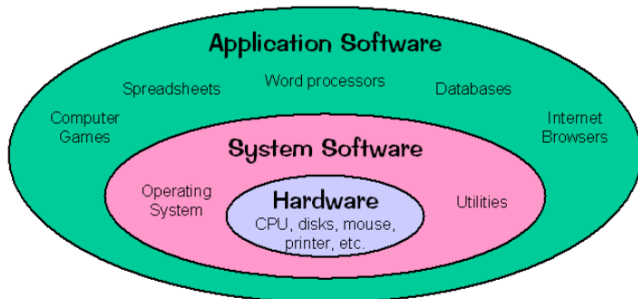 Application Software
Spreadsheets
Word processors
Databases
Computer
Games
Internet
Browsers
System Software
Operating
System
Utilities
Hardware
CPU, disks, mouse,
printer, etc.